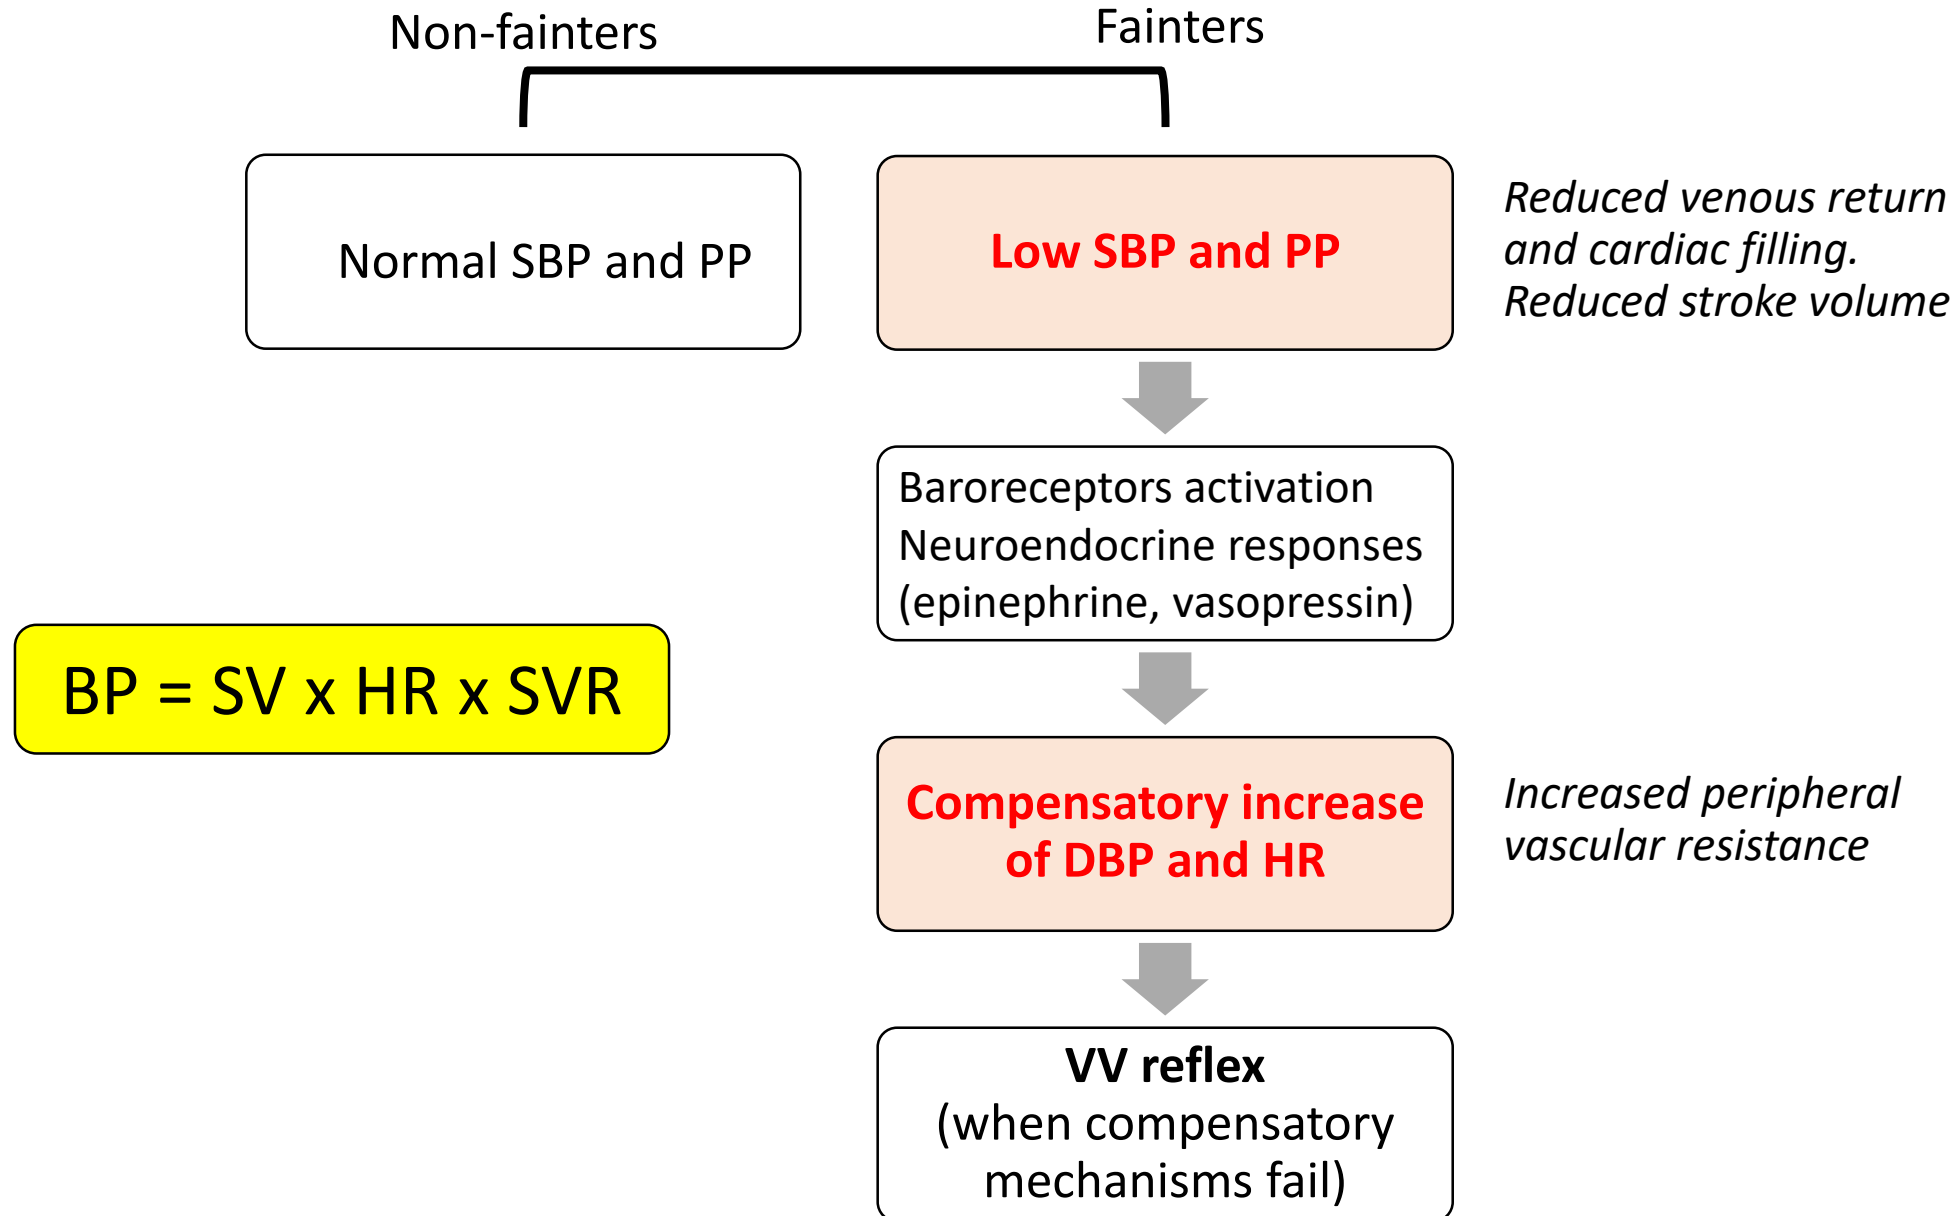 Non-fainters
Fainters
Normal SBP and PP
Low SBP and PP
Reduced venous return
and cardiac filling.
Reduced stroke volume
Baroreceptors activation
Neuroendocrine responses
(epinephrine, vasopressin)
BP = SV x HR x SVR
Compensatory increase
of DBP and HR
Increased peripheral
vascular resistance
VV reflex
(when compensatory
mechanisms fail)